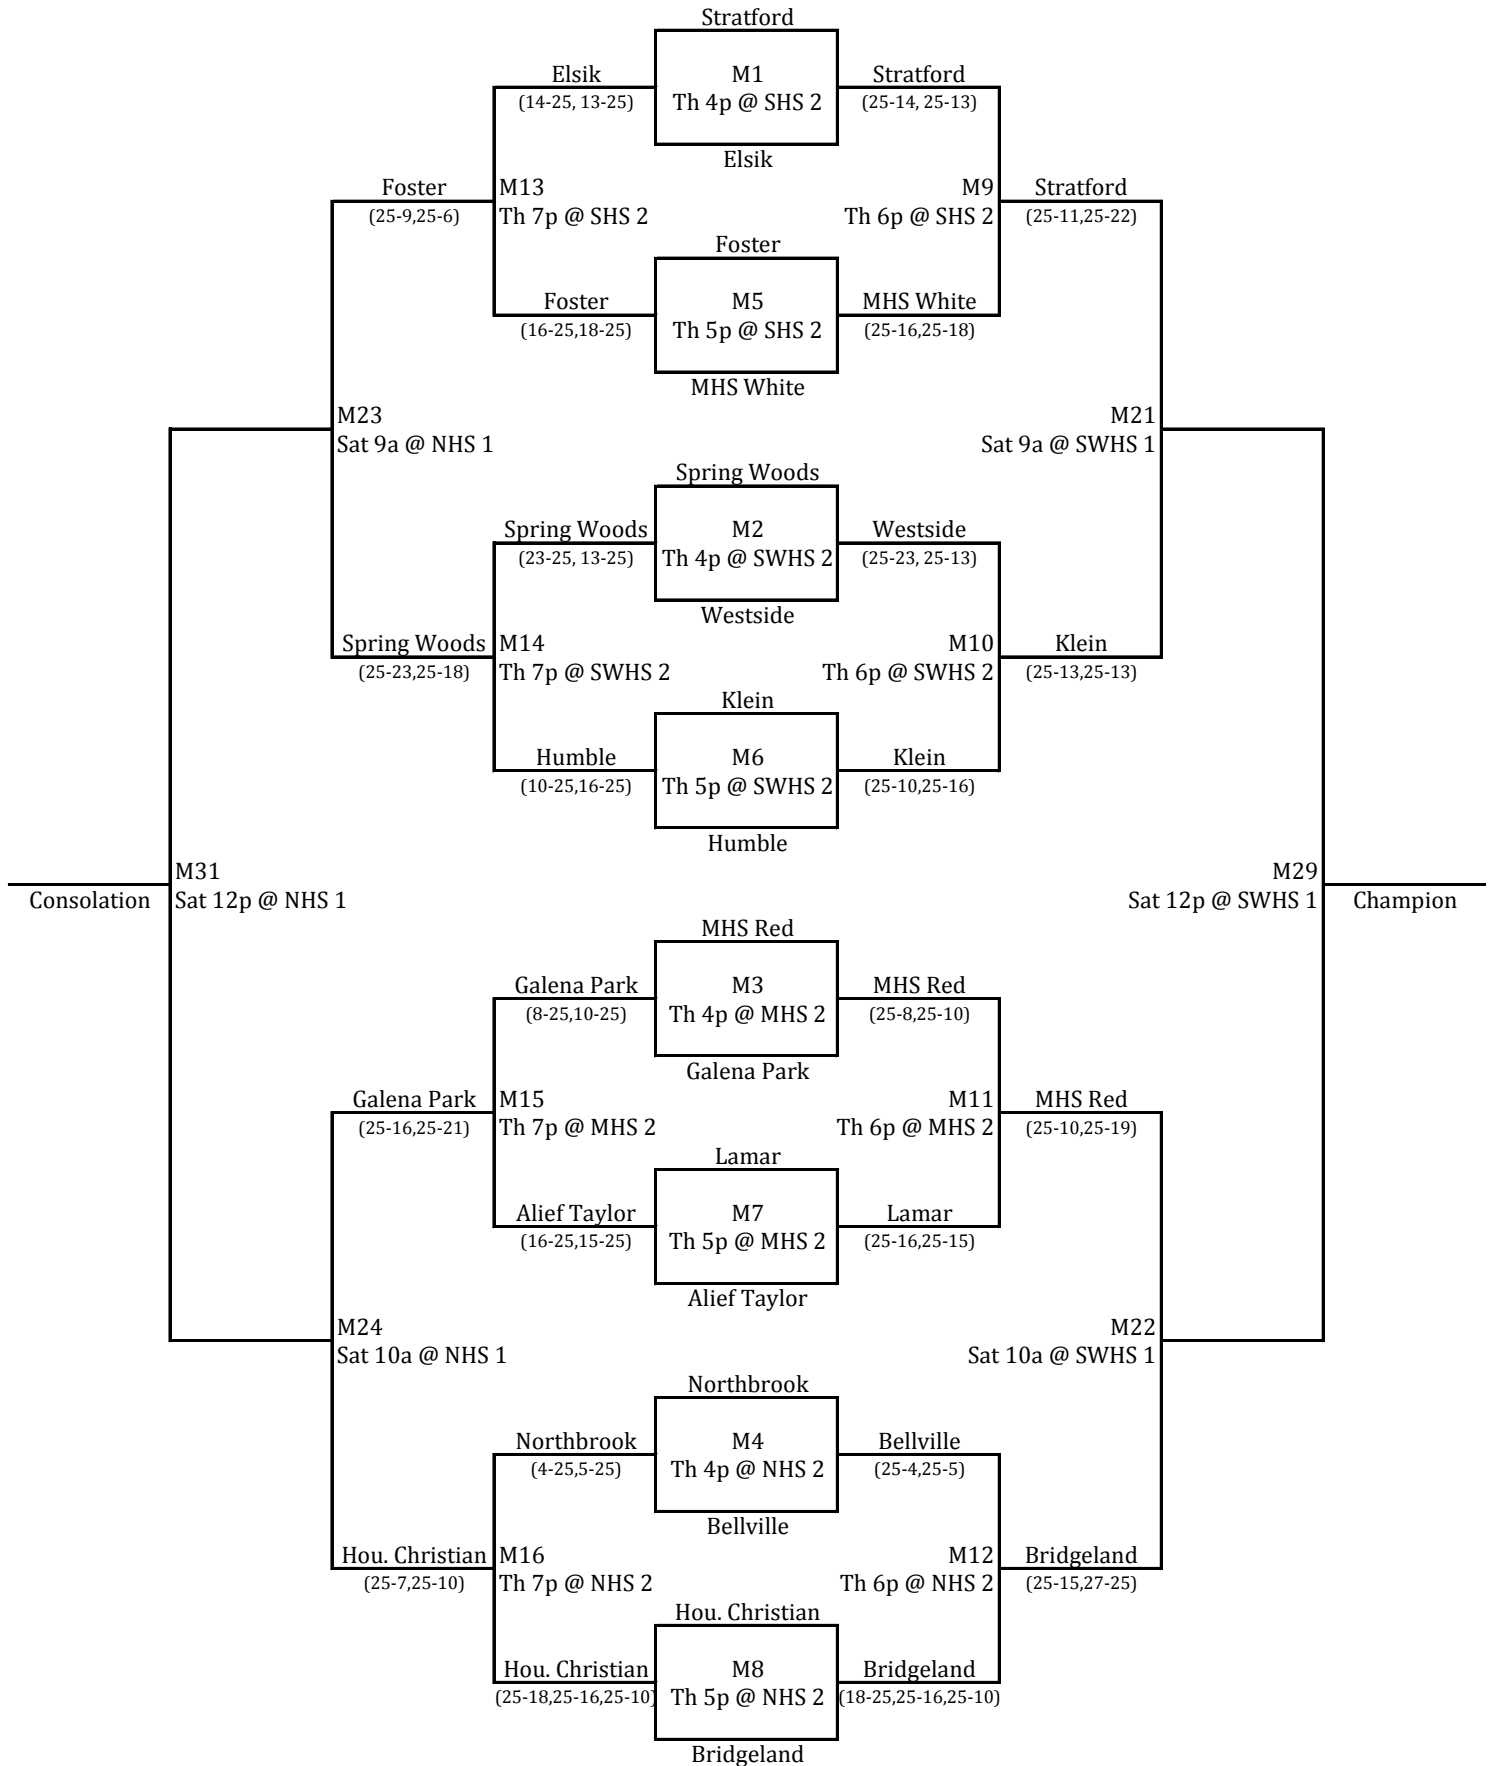 Stratford
Elsik
M1
Stratford
(14-25, 13-25)
Th 4p @ SHS 2
(25-14, 25-13)
Elsik
Foster
M13
M9
Stratford
(25-9,25-6)
Th 7p @ SHS 2
Th 6p @ SHS 2
(25-11,25-22)
Foster
Foster
M5
MHS White
(16-25,18-25)
Th 5p @ SHS 2
(25-16,25-18)
MHS White
M23
M21
Sat 9a @ NHS 1
Sat 9a @ SWHS 1
Spring Woods
Spring Woods
M2
Westside
(23-25, 13-25)
Th 4p @ SWHS 2
(25-23, 25-13)
Westside
Spring Woods
M14
M10
Klein
(25-23,25-18)
Th 7p @ SWHS 2
Th 6p @ SWHS 2
(25-13,25-13)
Klein
Humble
M6
Klein
(10-25,16-25)
Th 5p @ SWHS 2
(25-10,25-16)
Humble
M31
M29
Consolation
Sat 12p @ NHS 1
Sat 12p @ SWHS 1
Champion
MHS Red
Galena Park
M3
MHS Red
(8-25,10-25)
Th 4p @ MHS 2
(25-8,25-10)
Galena Park
Galena Park
M15
M11
MHS Red
(25-16,25-21)
Th 7p @ MHS 2
Th 6p @ MHS 2
(25-10,25-19)
Lamar
Alief Taylor
M7
Lamar
(16-25,15-25)
Th 5p @ MHS 2
(25-16,25-15)
Alief Taylor
M24
M22
Sat 10a @ NHS 1
Sat 10a @ SWHS 1
Northbrook
Northbrook
M4
Bellville
(4-25,5-25)
Th 4p @ NHS 2
(25-4,25-5)
Bellville
Hou. Christian
M16
M12
Bridgeland
(25-7,25-10)
Th 7p @ NHS 2
Th 6p @ NHS 2
(25-15,27-25)
Hou. Christian
Hou. Christian
M8
Bridgeland
(25-18,25-16,25-10)
Th 5p @ NHS 2
(18-25,25-16,25-10)
Bridgeland